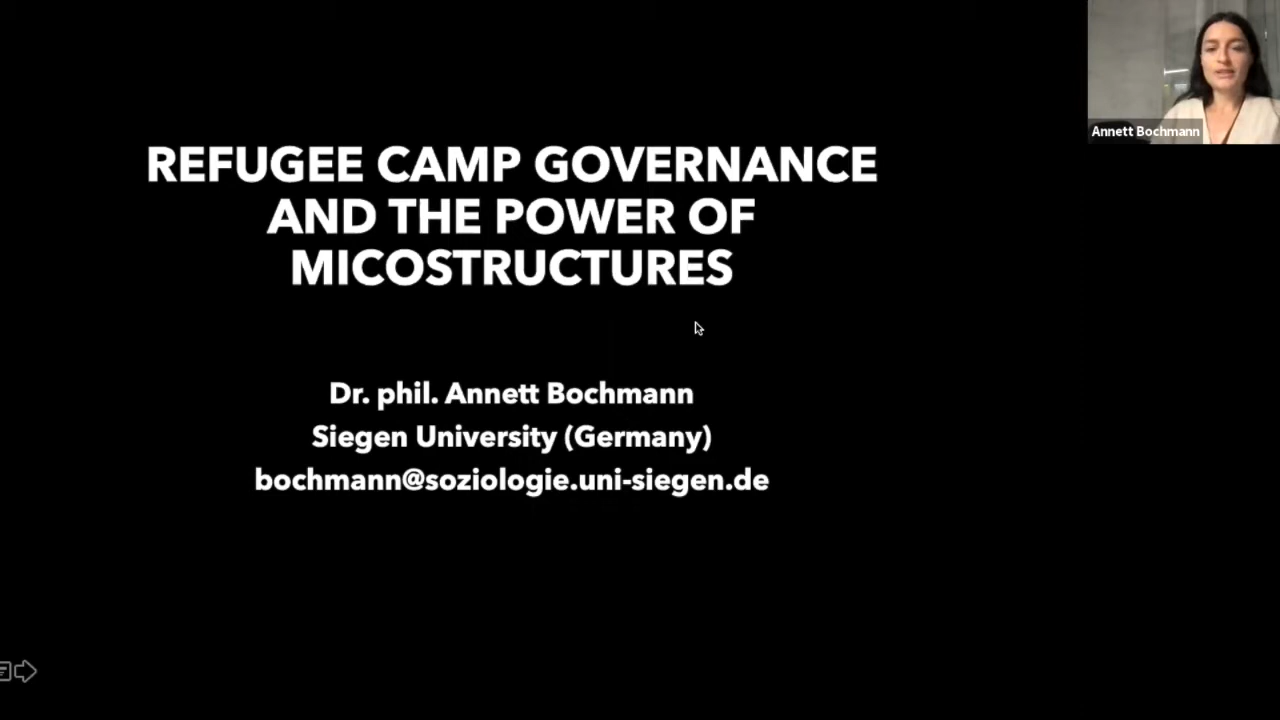 Annett Bochmann
REFUGEE CAMP GOVERNANCE
AND THE POWER OF
MICOSTRUCTURES
Dr. phil. Annett Bochmann
Siegen University (Germany)
bochmann@soziologie.uni-siegen.de